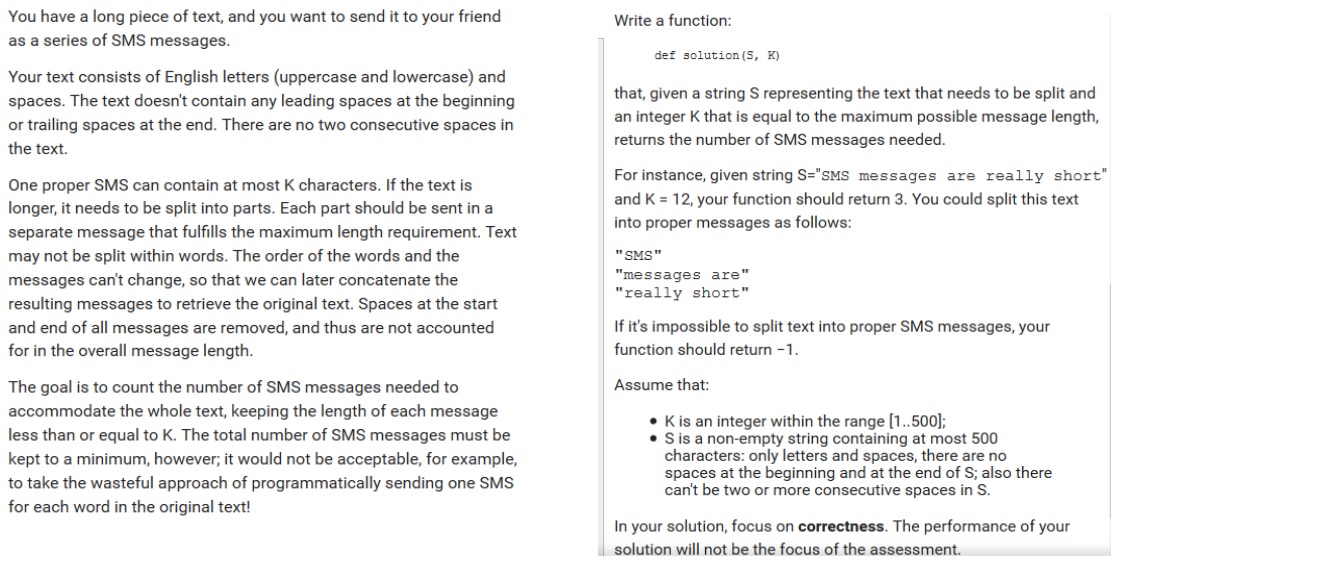 You have a long piece of text, and you want to send it to your friend
as a series of SMS messages.
Your text consists of English letters (uppercase and lowercase) and
spaces. The text doesn't contain any leading spaces at the beginning
or trailing spaces at the end. There are no two consecutive spaces in
the text.
One proper SMS can contain at most K characters. If the text is
longer, it needs to be split into parts. Each part should be sent in a
separate message that fulfills the maximum length requirement. Text
may not be split within words. The order of the words and the
messages can't change, so that we can later concatenate the
resulting messages to retrieve the original text. Spaces at the start
and end of all messages are removed, and thus are not accounted
for in the overall message length.
The goal is to count the number of SMS messages needed to
accommodate the whole text, keeping the length of each message
less than or equal to K. The total number of SMS messages must be
kept to a minimum, however; it would not be acceptable, for example,
to take the wasteful approach of programmatically sending one SMS
for each word in the original text!
Write a function:
def solution(S, K)
that, given a string S representing the text that needs to be split and
an integer K that is equal to the maximum possible message length,
returns the number of SMS messages needed.
For instance, given string S="SMS messages are really short"
and K = 12, your function should return 3. You could split this text
into proper messages as follows:
"SMS"
"messages are"
"really short"
If it's impossible to split text into proper SMS messages, your
function should return −1.
Assume that:
• K is an integer within the range [1..500];
• S is a non-empty string containing at most 500
characters: only letters and spaces, there are no
spaces at the beginning and at the end of S; also there
can't be two or more consecutive spaces in S.
In your solution, focus on correctness. The performance of your
solution will not be the focus of the assessment.